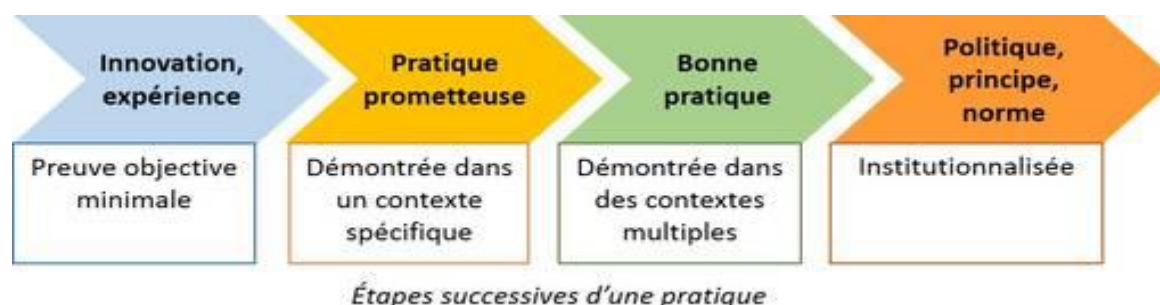 Innovation,
expérience
Pratique
prometteuse
Bonne
pratique
Politique,
principe,
norme
Preuve objective
minimale
Démontrée dans
un contexte
spécifique
Démontrée dans
des contextes
multiples
Institutionnalisée
Étapes successives d'une pratique